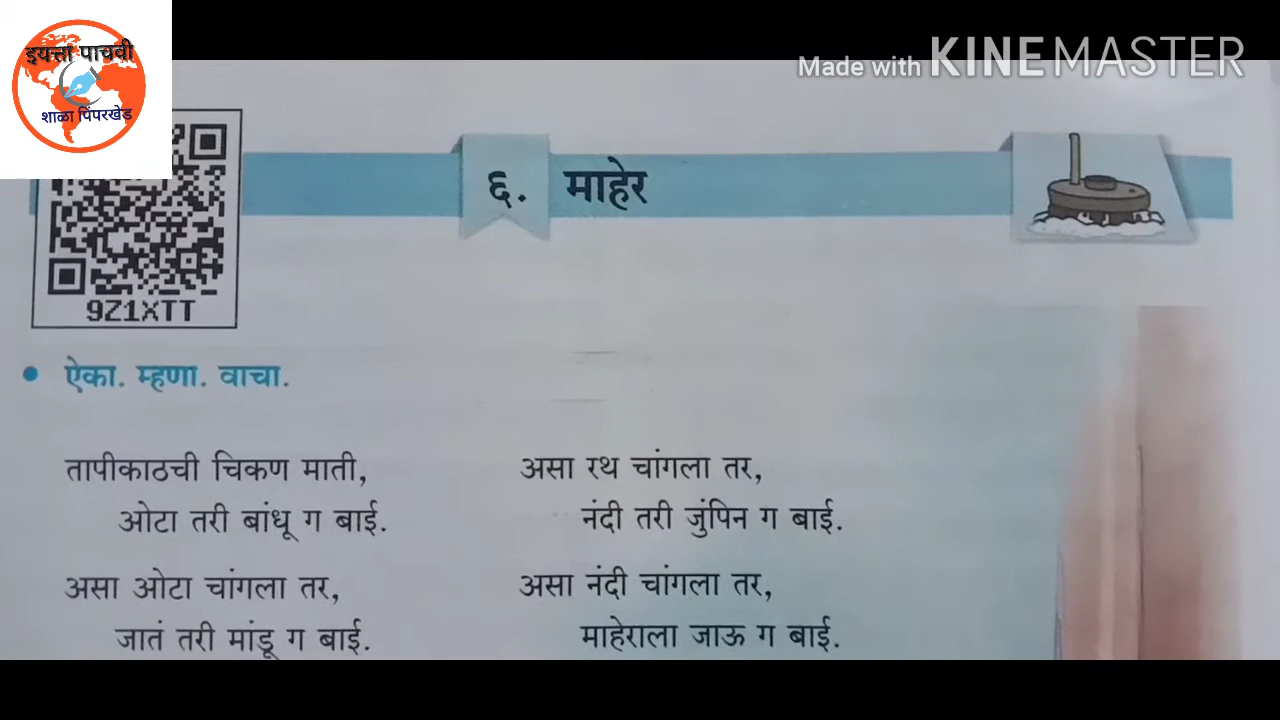 इयत्ता पाचवी
शाळा पिंपरखेड
Made with KINEMASTER
९. माहेर
9Z1XTT
• ऐका. म्हणा. वाचा.
तापीकाठची चिकण माती,
ओटा तरी बांधू ग बाई.
असा ओटा चांगला तर,
जातं तरी मांडू ग बाई.
असा रथ चांगला तर,
नंदी तरी जुंपिन ग बाई.
असा नंदी चांगला तर,
माहेराला जाऊ ग बाई.